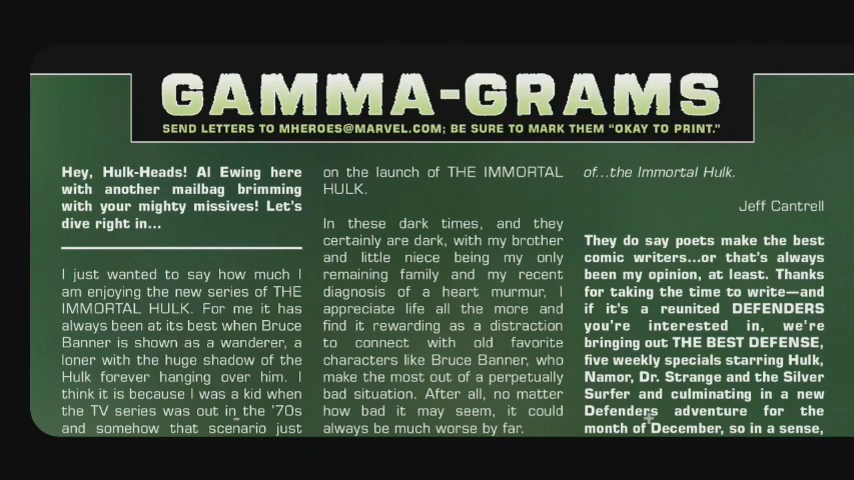 GAMMA-GRAMS
SEND LETTERS TO MHEROES@MARVEL.COM; BE SURE TO MARK THEM "OKAY TO PRINT."
Hey, Hulk-Heads! Al Ewing here
with another mailbag brimming
with your mighty missives! Let's
dive right in...
I just wanted to say how much I
am enjoying the new series of THE
IMMORTAL HULK. For me it has
always been at its best when Bruce
Banner is shown as a wanderer, a
loner with the huge shadow of the
Hulk forever hanging over him. I
think it is because I was a kid when
the TV series was out in the '70s
and somehow that scenario just
on the launch of THE IMMORTAL
HULK.
In these dark times, and they
certainly are dark, with my brother
and little niece being my only
remaining family and my recent
diagnosis of a heart murmur, I
appreciate life all the more and
find it rewarding as a distraction
to connect with old favorite
characters like Bruce Banner, who
make the most out of a perpetually
bad situation. After all, no matter
how bad it may seem, it could
always be much worse by far.
of...the Immortal Hulk.
Jeff Cantrell
They do say poets make the best
comic writers...or that's always
been my opinion, at least. Thanks
for taking the time to write—and
if it's a reunited DEFENDERS
you're interested in, we're
bringing out THE BEST DEFENSE,
five weekly specials starring Hulk,
Namor, Dr. Strange and the Silver
Surfer and culminating in a new
Defenders adventure for the
month of December, so in a sense,